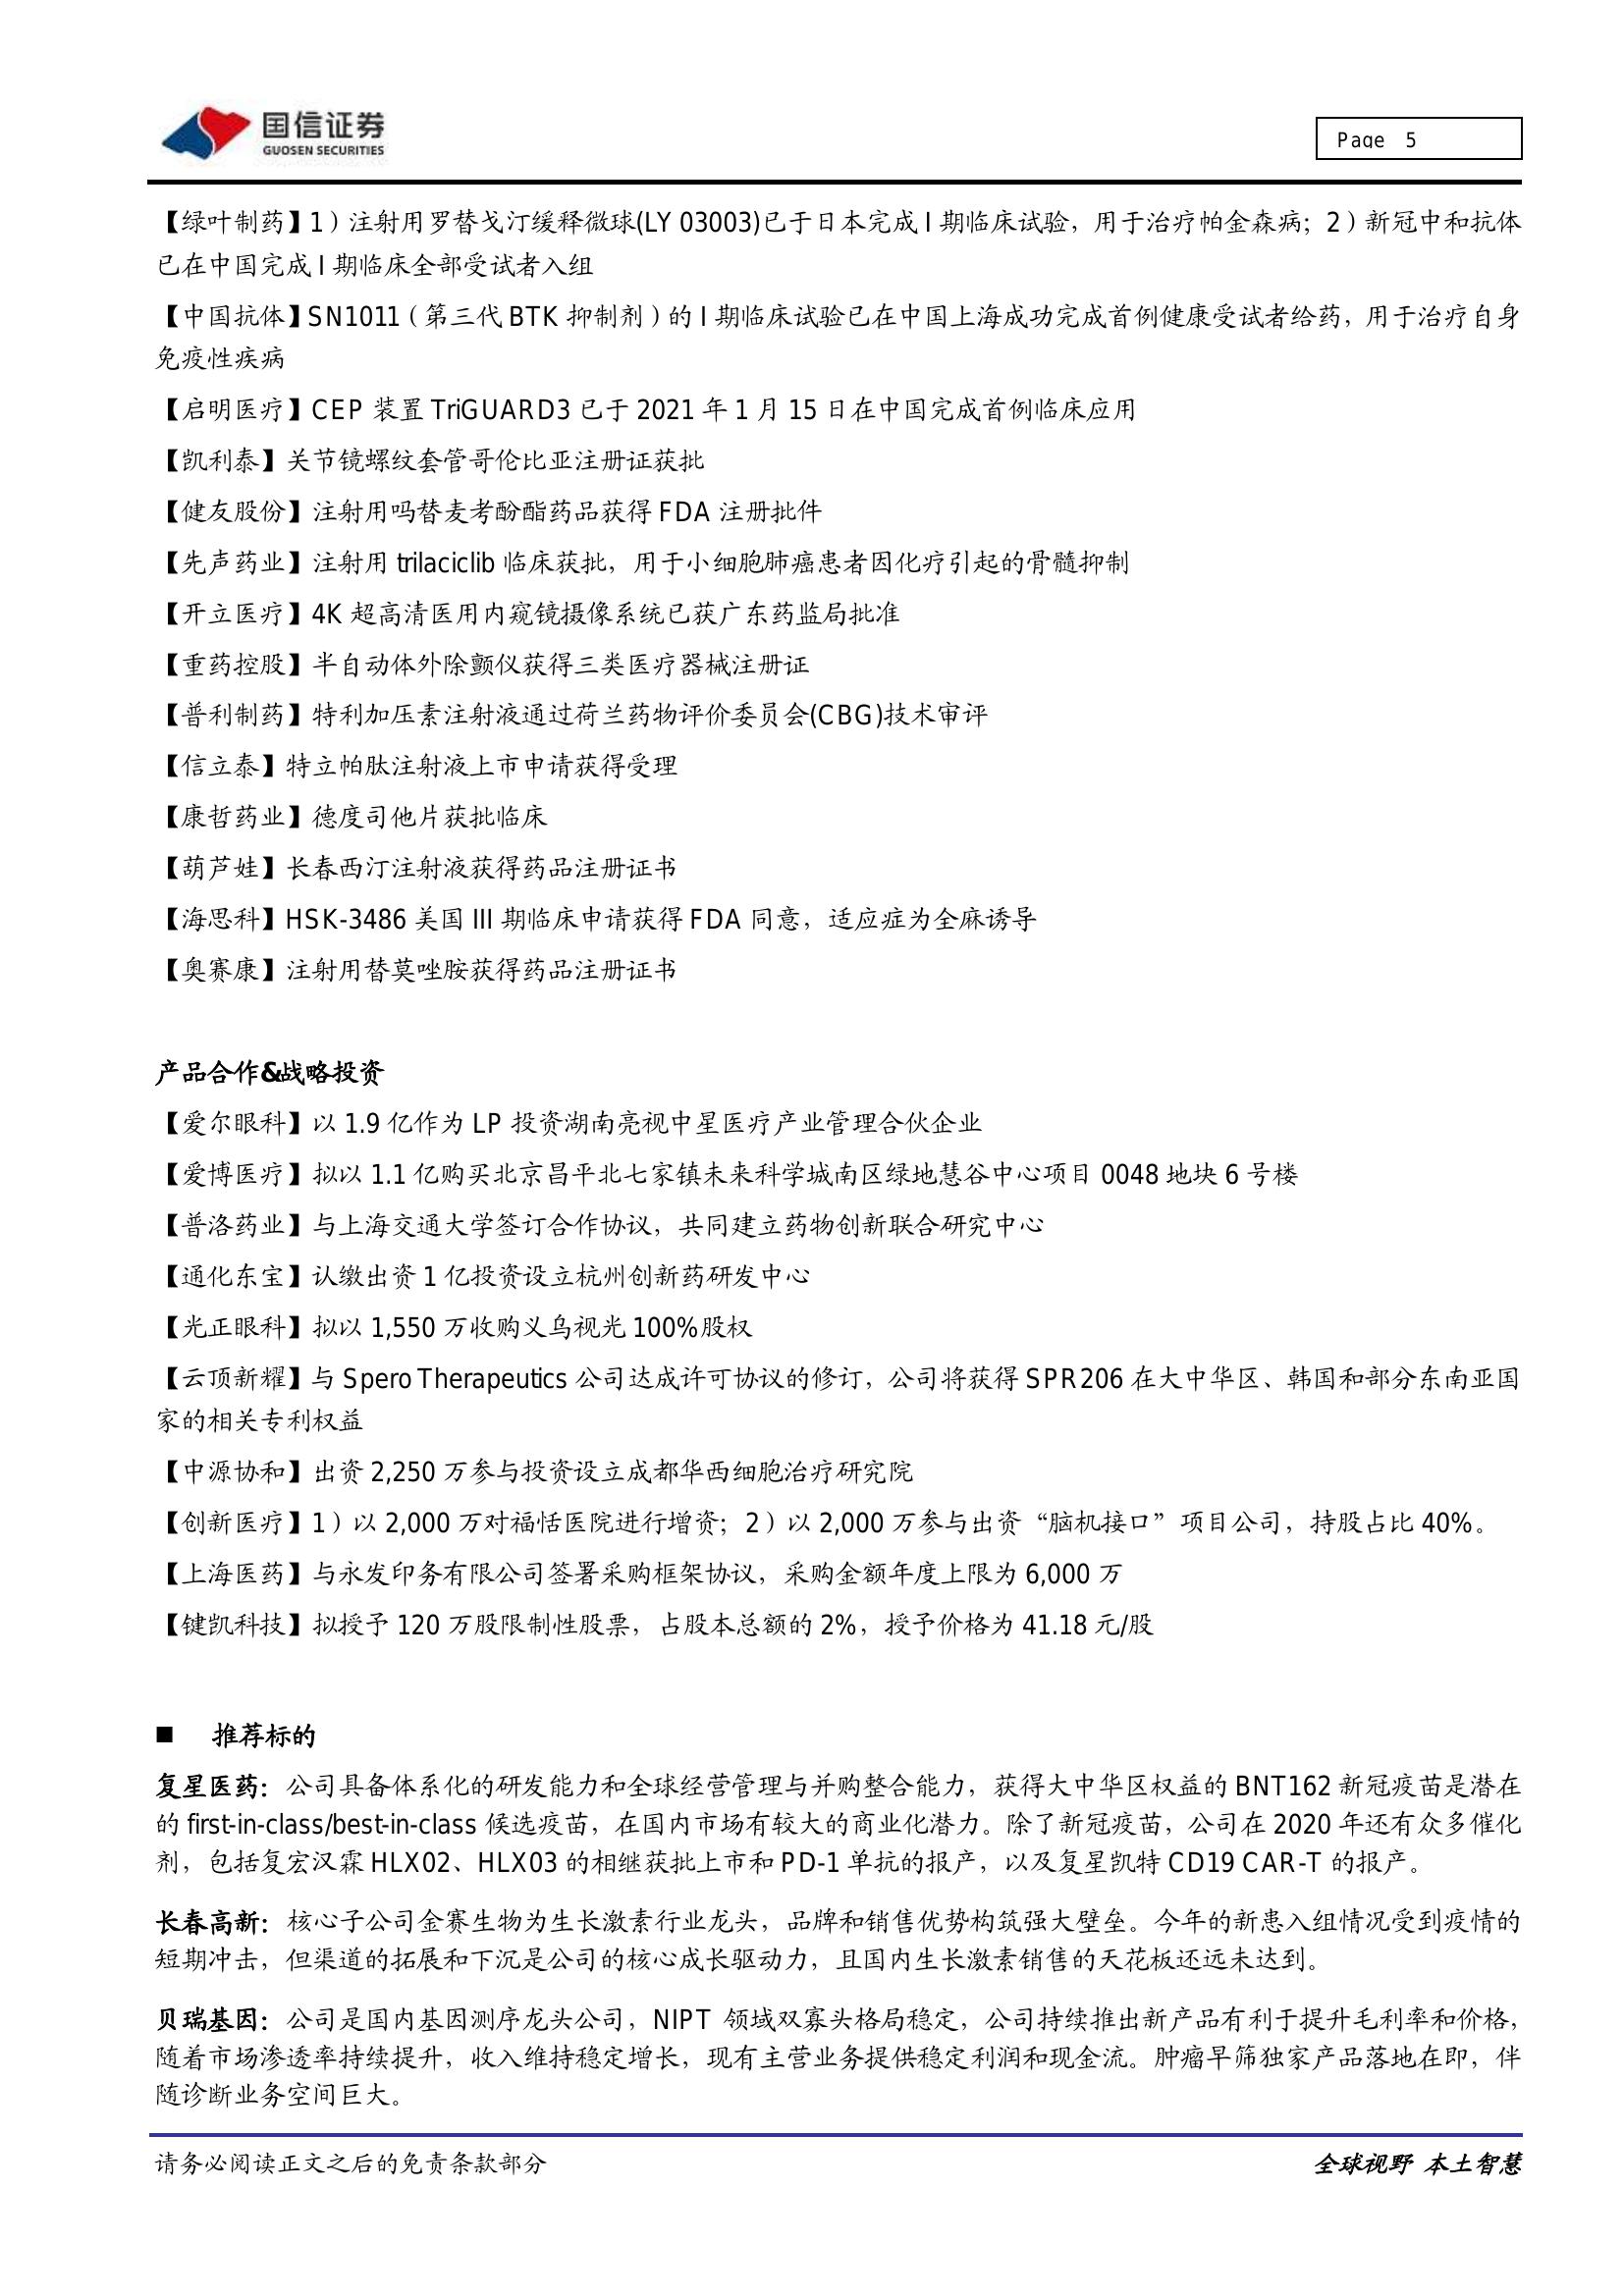 国信证券
GUOSEN SECURITIES
Page 5
【绿叶制药】1）注射用罗替戈汀缓释微球(LY 03003)已于日本完成 I 期临床试验，用于治疗帕金森病；2）新冠中和抗体
已在中国完成 I 期临床全部受试者入组
【中国抗体】SN1011（第三代 BTK 抑制剂）的 I 期临床试验已在中国上海成功完成首例健康受试者给药，用于治疗自身
免疫性疾病
【启明医疗】CEP 装置 TriGUARD3 已于 2021 年 1 月 15 日在中国完成首例临床应用
【凯利泰】关节镜螺纹套管哥伦比亚注册证获批
【健友股份】注射用吗替麦考酚酯药品获得 FDA 注册批件
【先声药业】注射用 trilaciclib 临床获批，用于小细胞肺癌患者因化疗引起的骨髓抑制
【开立医疗】4K 超高清医用内窥镜摄像系统已获广东药监局批准
【重药控股】半自动体外除颤仪获得三类医疗器械注册证
【普利制药】特利加压素注射液通过荷兰药物评价委员会(CBG)技术审评
【信立泰】特立帕肽注射液上市申请获得受理
【康哲药业】德度司他片获批临床
【葫芦娃】长春西汀注射液获得药品注册证书
【海思科】HSK-3486 美国 III 期临床申请获得 FDA 同意，适应症为全麻诱导
【奥赛康】注射用替莫唑胺获得药品注册证书
产品合作&战略投资
【爱尔眼科】以 1.9 亿作为 LP 投资湖南亮视中星医疗产业管理合伙企业
【爱博医疗】拟以 1.1 亿购买北京昌平北七家镇未来科学城南区绿地慧谷中心项目 0048 地块 6 号楼
【普洛药业】与上海交通大学签订合作协议，共同建立药物创新联合研究中心
【通化东宝】认缴出资 1 亿投资设立杭州创新药研发中心
【光正眼科】拟以 1,550 万收购义乌视光 100%股权
【云顶新耀】与 Spero Therapeutics 公司达成许可协议的修订，公司将获得 SPR206 在大中华区、韩国和部分东南亚国
家的相关专利权益
【中源协和】出资 2,250 万参与投资设立成都华西细胞治疗研究院
【创新医疗】1）以 2,000 万对福恬医院进行增资；2）以 2,000 万参与出资“脑机接口”项目公司，持股占比 40%。
【上海医药】与永发印务有限公司签署采购框架协议，采购金额年度上限为 6,000 万
【键凯科技】拟授予 120 万股限制性股票，占股本总额的 2%，授予价格为 41.18 元/股
■ 推荐标的
复星医药：公司具备体系化的研发能力和全球经营管理与并购整合能力，获得大中华区权益的 BNT162 新冠疫苗是潜在
的 first-in-class/best-in-class 候选疫苗，在国内市场有较大的商业化潜力。除了新冠疫苗，公司在 2020 年还有众多催化
剂，包括复宏汉霖 HLX02、HLX03 的相继获批上市和 PD-1 单抗的报产，以及复星凯特 CD19 CAR-T 的报产。
长春高新：核心子公司金赛生物为生长激素行业龙头，品牌和销售优势构筑强大壁垒。今年的新患入组情况受到疫情的
短期冲击，但渠道的拓展和下沉是公司的核心成长驱动力，且国内生长激素销售的天花板还远未达到。
贝瑞基因：公司是国内基因测序龙头公司，NIPT 领域双寡头格局稳定，公司持续推出新产品有利于提升毛利率和价格，
随着市场渗透率持续提升，收入维持稳定增长，现有主营业务提供稳定利润和现金流。肿瘤早筛独家产品落地在即，伴
随诊断业务空间巨大。
请务必阅读正文之后的免责条款部分
全球视野 本土智慧